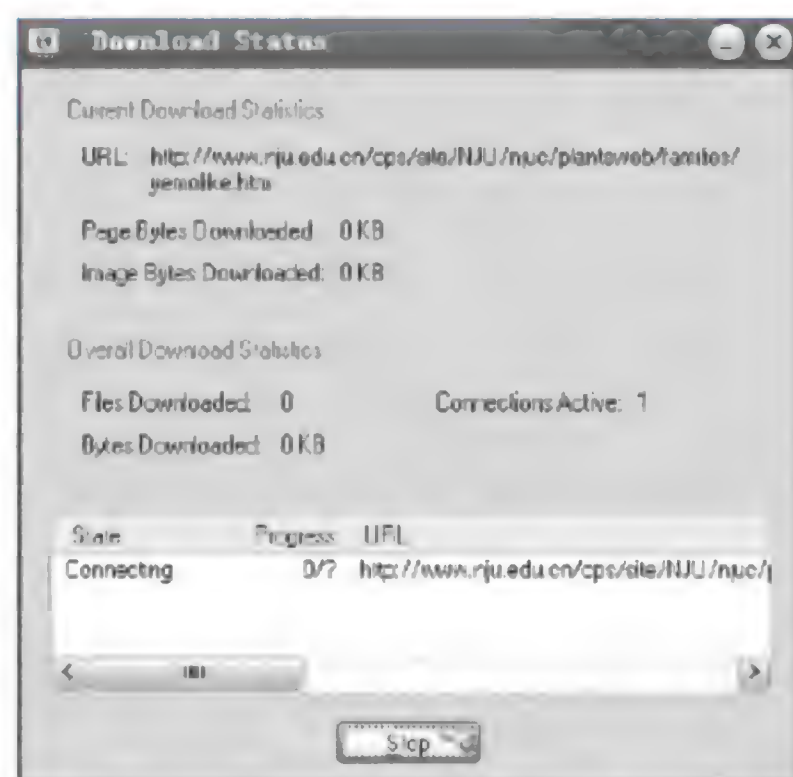 Download Status
Current Download Statistics
URL: http://www.nju.edu.cn/cps/site/NJU/njuc/plantsweb/families/
Page Bytes Downloaded 0 KB
Image Bytes Downloaded: 0 KB
Overall Download Statistics
Files Downloaded: 0 Connections Active: 1
Bytes Downloaded: 0 KB
State Progress URL
Connecting 0/? http://www.nju.edu.cn/cps/site/NJU/njuc/p
Stop